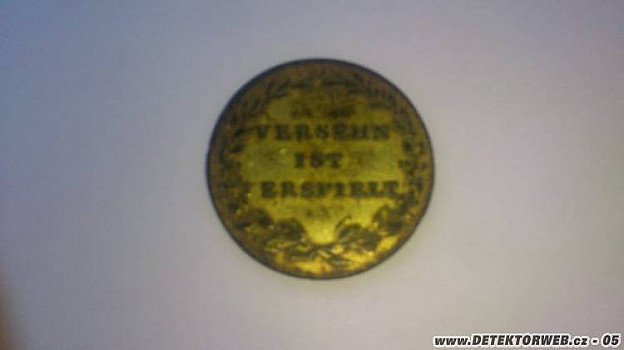 VERSEHN
IST
VERSPIELT
www.DETEKTORWEB.cz - 05